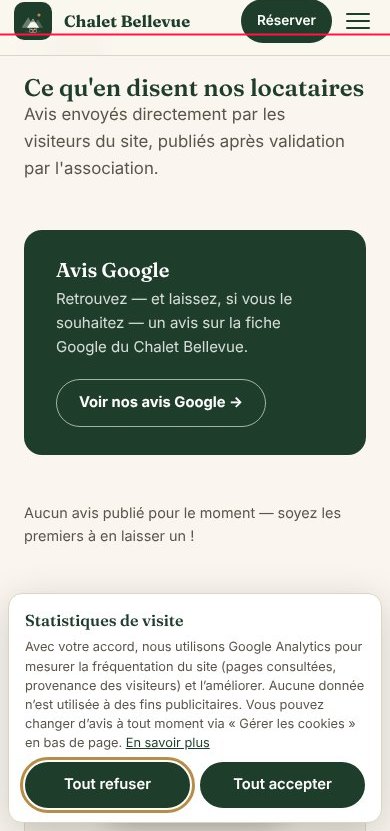 Chalet Bellevue
Réserver
Ce qu'en disent nos locataires
Avis envoyés directement par les
visiteurs du site, publiés après validation
par l'association.
Avis Google
Retrouvez — et laissez, si vous le
souhaitez — un avis sur la fiche
Google du Chalet Bellevue.
Voir nos avis Google →
Aucun avis publié pour le moment — soyez les
premiers à en laisser un !
Statistiques de visite
Avec votre accord, nous utilisons Google Analytics pour
mesurer la fréquentation du site (pages consultées,
provenance des visiteurs) et l’améliorer. Aucune donnée
n’est utilisée à des fins publicitaires. Vous pouvez
changer d’avis à tout moment via « Gérer les cookies »
en bas de page. En savoir plus
Tout refuser
Tout accepter